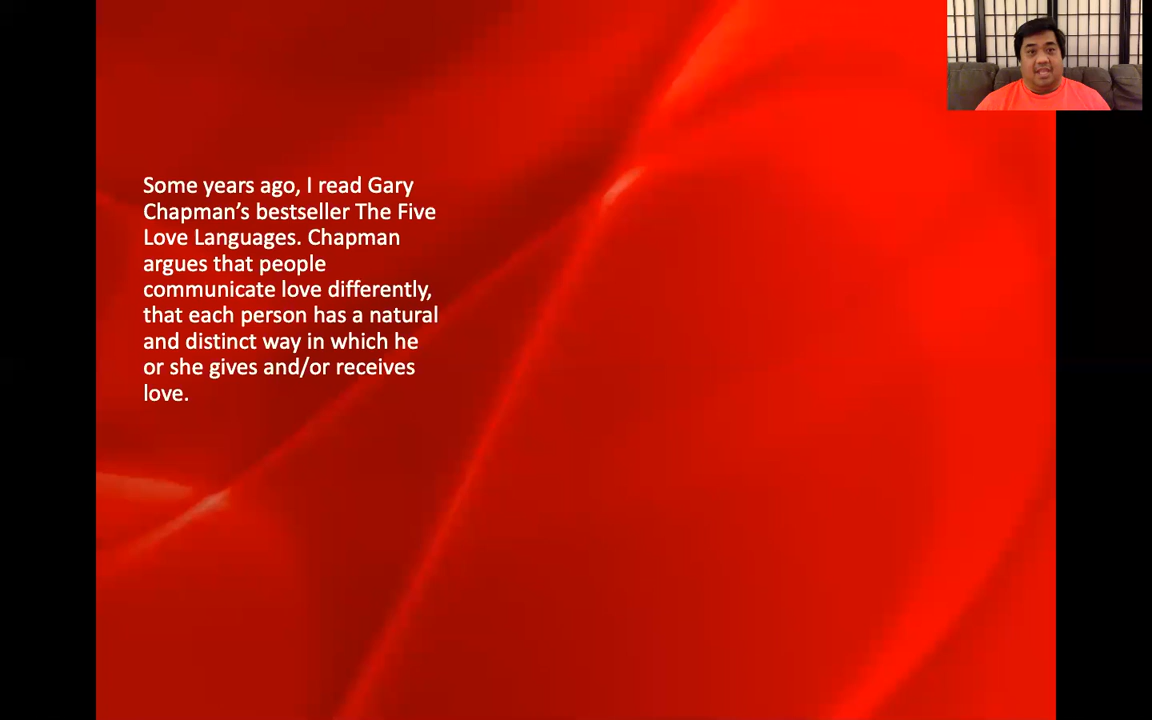 Some years ago, I read Gary
Chapman’s bestseller The Five
Love Languages. Chapman
argues that people
communicate love differently,
that each person has a natural
and distinct way in which he
or she gives and/or receives
love.